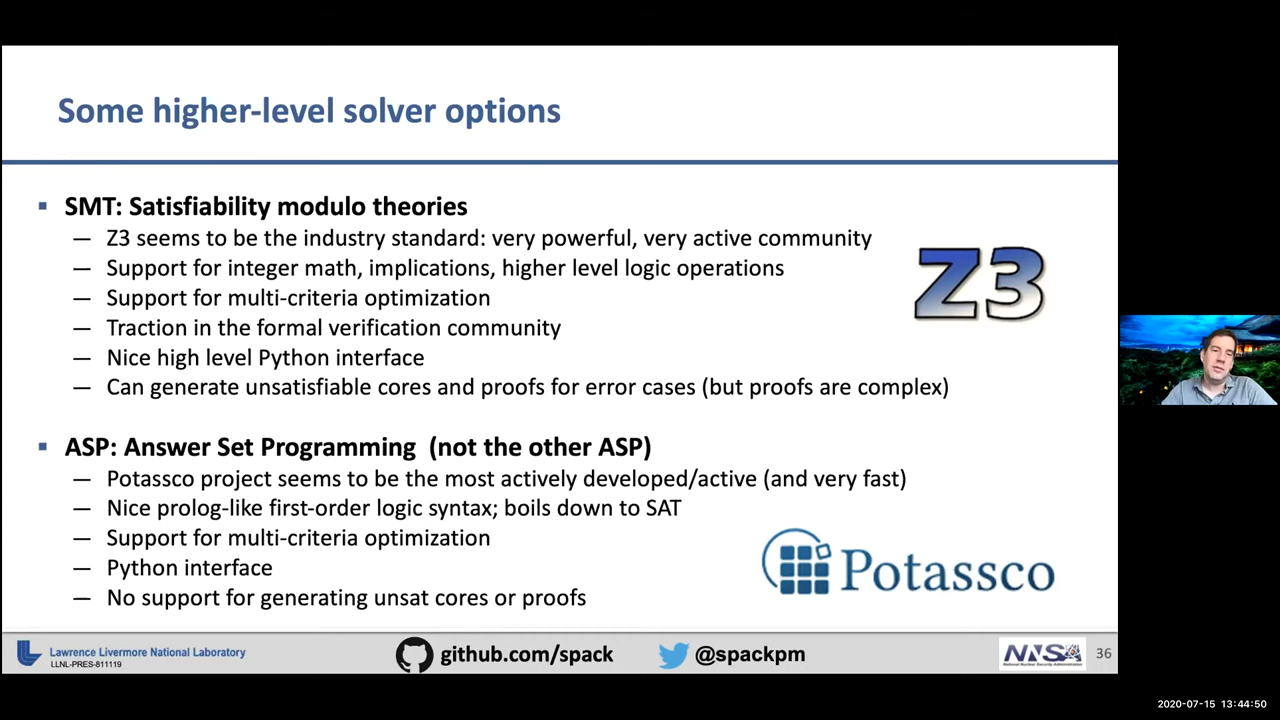 Some higher-level solver options
▪ SMT: Satisfiability modulo theories
— Z3 seems to be the industry standard: very powerful, very active community
— Support for integer math, implications, higher level logic operations
— Support for multi-criteria optimization
— Traction in the formal verification community
— Nice high level Python interface
— Can generate unsatisfiable cores and proofs for error cases (but proofs are complex)
Z3
▪ ASP: Answer Set Programming (not the other ASP)
— Potassco project seems to be the most actively developed/active (and very fast)
— Nice prolog-like first-order logic syntax; boils down to SAT
— Support for multi-criteria optimization
— Python interface
— No support for generating unsat cores or proofs
Potassco
Lawrence Livermore National Laboratory
LLNL-PRES-811119
github.com/spack
@spackpm
NNSA
National Nuclear Security Administration
36
2020-07-15 13:44:50